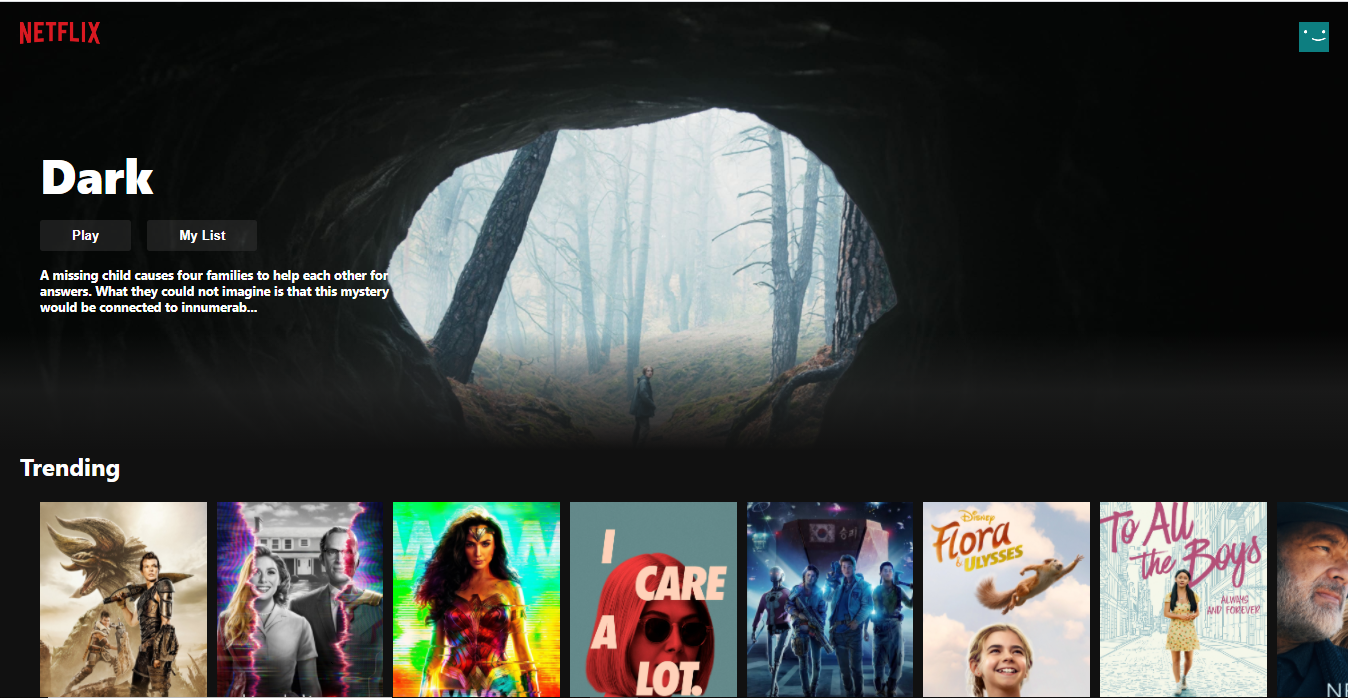 NETFLIX
Dark
Play
My List
A missing child causes four families to help each other for
answers. What they could not imagine is that this mystery
would be connected to innumerab...
Trending
I
CARE
A
LOT.
Disney
Flora
& ULYSSES
To All
the Boys
ALWAYS
AND FOREVER